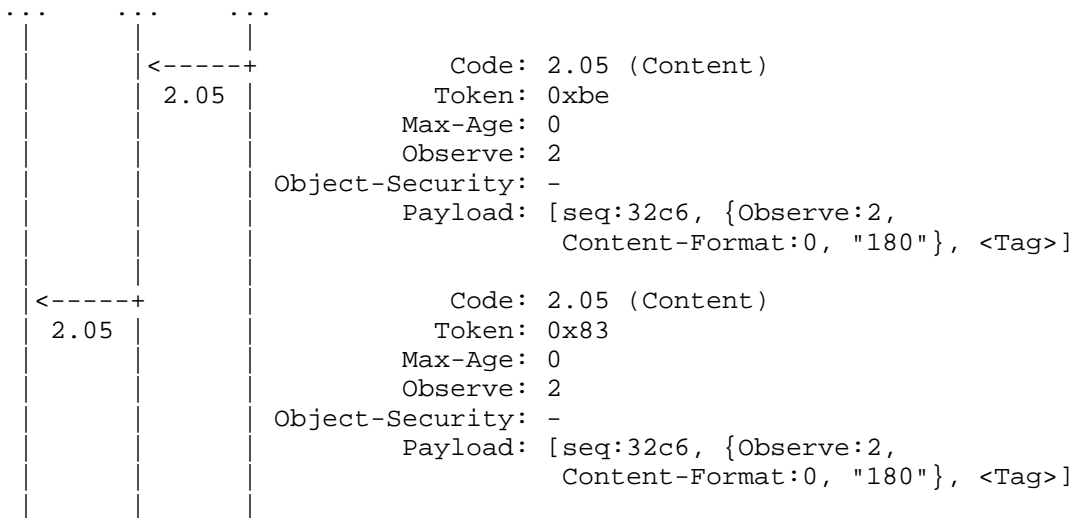 ...     ...     ...
 |       |       |
 |       |<-----+              Code: 2.05 (Content)
 |       | 2.05 |             Token: 0xbe
 |       |      |           Max-Age: 0
 |       |      |           Observe: 2
 |       |      |   Object-Security: -
 |       |      |           Payload: [seq:32c6, {Observe:2,
 |       |      |                     Content-Format:0, "180"}, <Tag>]
 |       |      |
 |<-----+       |              Code: 2.05 (Content)
 | 2.05 |       |             Token: 0x83
 |      |       |           Max-Age: 0
 |      |       |           Observe: 2
 |      |       |   Object-Security: -
 |      |       |           Payload: [seq:32c6, {Observe:2,
 |      |       |                     Content-Format:0, "180"}, <Tag>]
 |      |       |